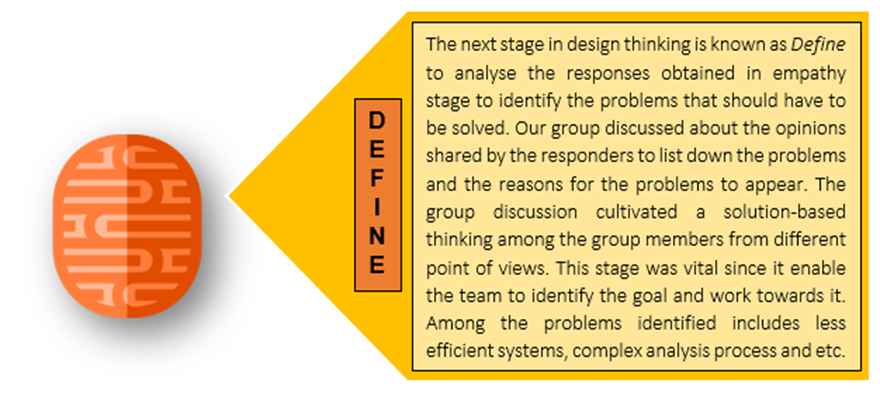 D
E
F
I
N
E
The next stage in design thinking is known as Define
to analyse the responses obtained in empathy
stage to identify the problems that should have to
be solved. Our group discussed about the opinions
shared by the responders to list down the problems
and the reasons for the problems to appear. The
group discussion cultivated a solution-based
thinking among the group members from different
point of views. This stage was vital since it enable
the team to identify the goal and work towards it.
Among the problems identified includes less
efficient systems, complex analysis process and etc.